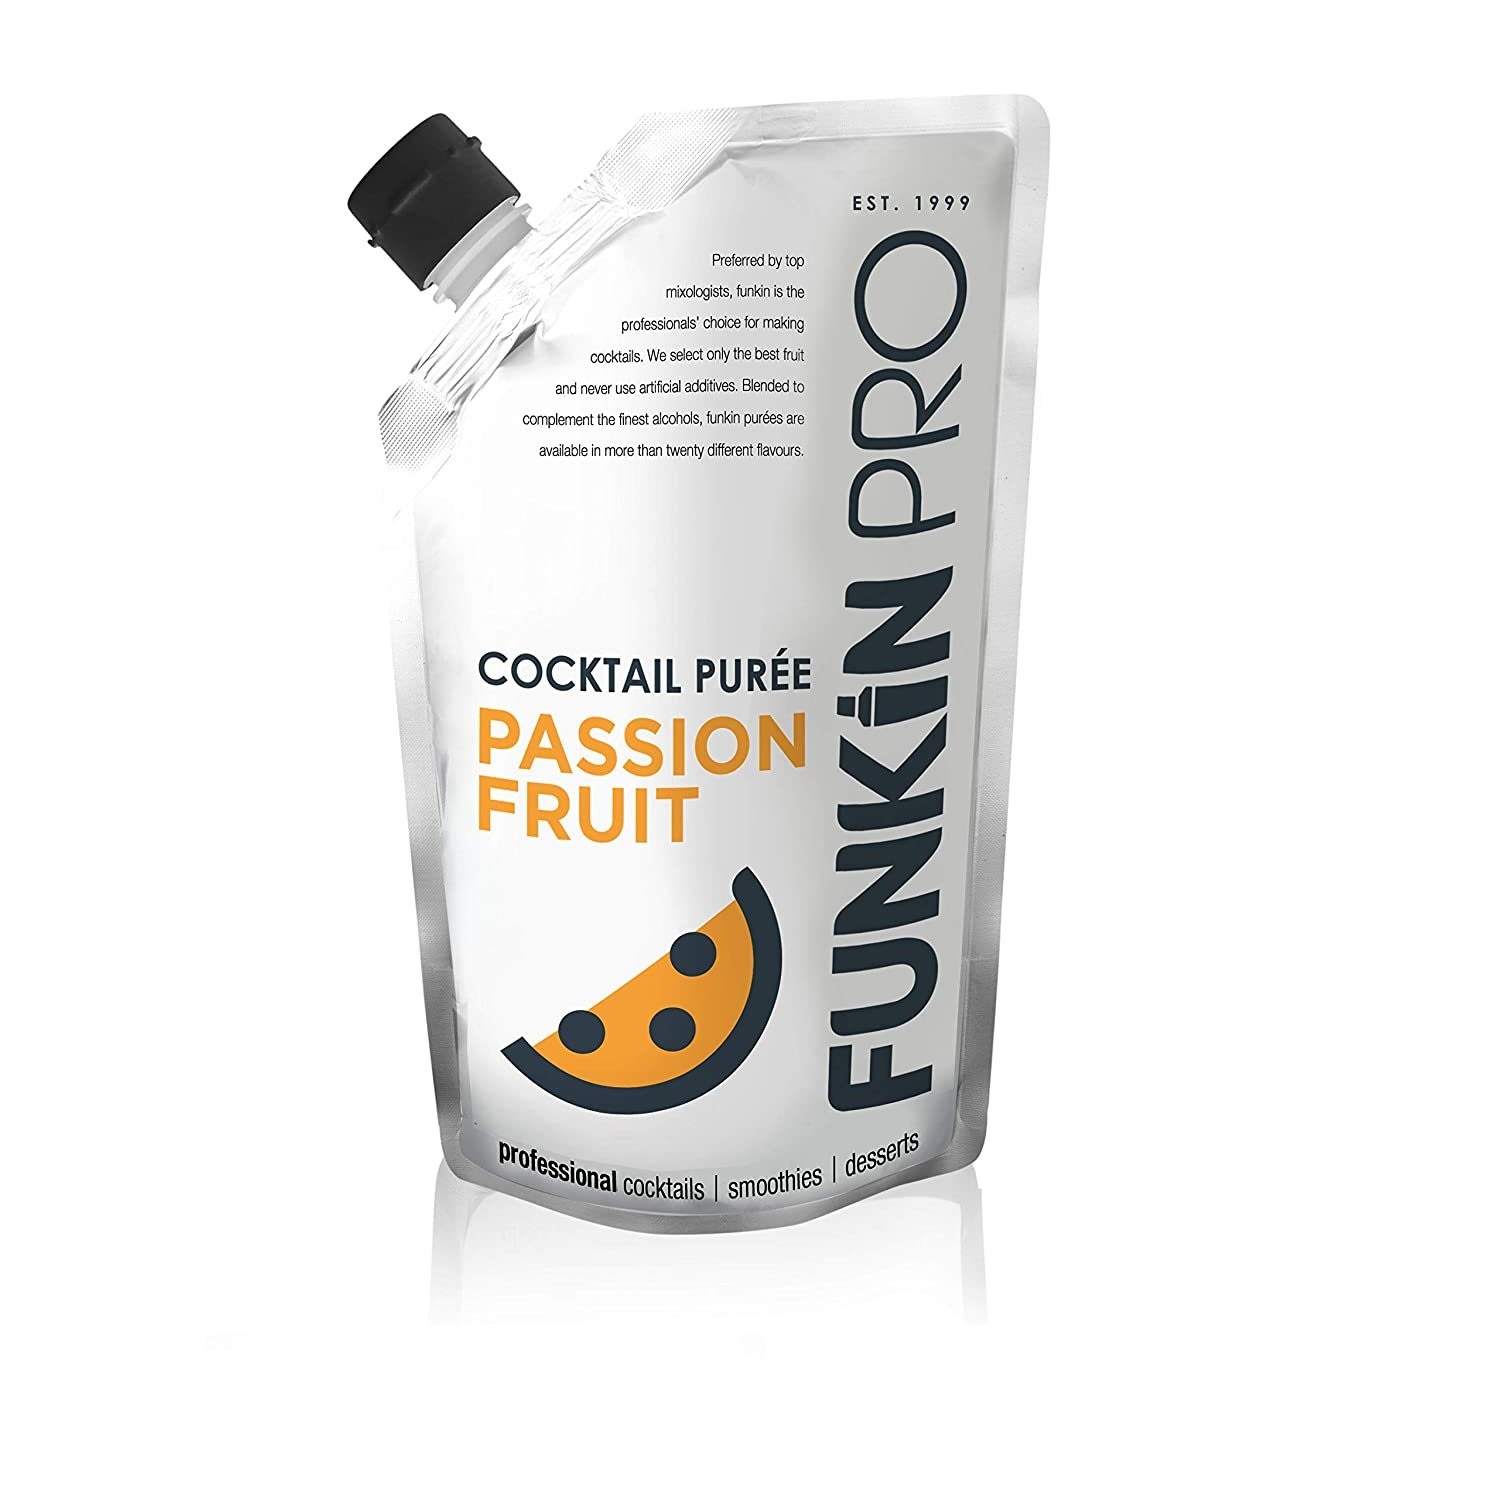 EST. 1999
FUNKIN PRO
Preferred by top
mixologists, funkin is the
professionals' choice for making
cocktails. We select only the best fruit
and never use artificial additives. Blended to
complement the finest alcohols, funkin purées are
available in more than twenty different flavours.
COCKTAIL PURÉE
PASSION
FRUIT
professional cocktails | smoothies | desserts